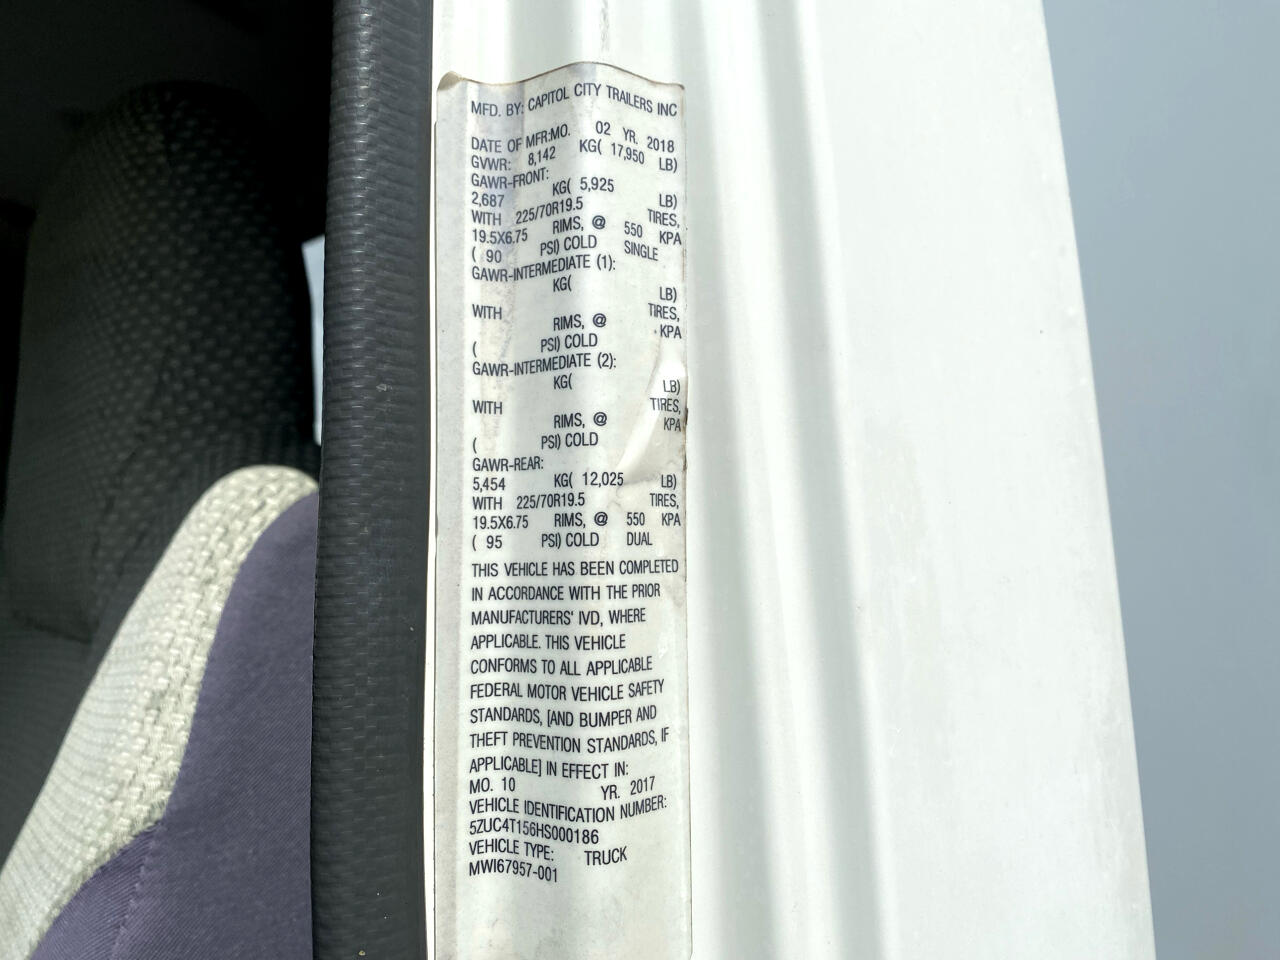 MFD. BY: CAPITOL CITY TRAILERS INC
DATE OF MFR:MO. 02 YR. 2018
GVWR: 8,142 KG( 17,950 LB)
GAWR-FRONT:
2,687 KG( 5,925 LB)
WITH 225/70R19.5 TIRES,
19.5X6.75 RIMS, @ 550 KPA
( 90 PSI) COLD SINGLE
GAWR-INTERMEDIATE (1):
KG( LB)
WITH TIRES,
RIMS, @ KPA
( PSI) COLD
GAWR-INTERMEDIATE (2):
KG( LB)
WITH TIRES,
RIMS, @ KPA
( PSI) COLD
GAWR-REAR:
5,454 KG( 12,025 LB)
WITH 225/70R19.5 TIRES,
19.5X6.75 RIMS, @ 550 KPA
( 95 PSI) COLD DUAL
THIS VEHICLE HAS BEEN COMPLETED
IN ACCORDANCE WITH THE PRIOR
MANUFACTURERS' IVD, WHERE
APPLICABLE. THIS VEHICLE
CONFORMS TO ALL APPLICABLE
FEDERAL MOTOR VEHICLE SAFETY
STANDARDS, [AND BUMPER AND
THEFT PREVENTION STANDARDS, IF
APPLICABLE] IN EFFECT IN:
MO. 10 YR. 2017
VEHICLE IDENTIFICATION NUMBER:
5ZUC4T156HS000186
VEHICLE TYPE: TRUCK
MWI67957-001